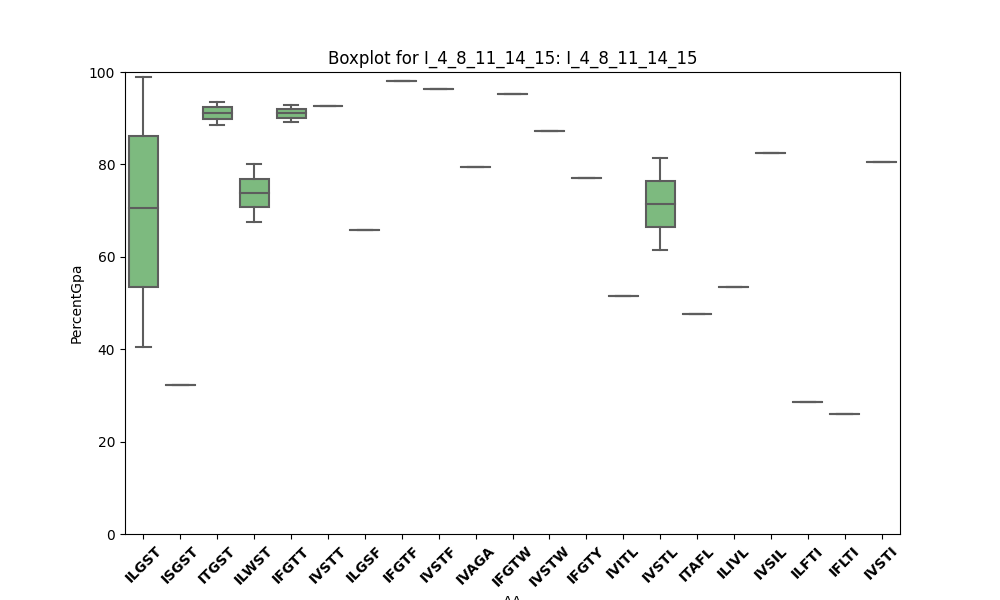 Boxplot for I_4_8_11_14_15: I_4_8_11_14_15
100
80
60
40
20
0
PercentGpa
ILGST ISGST ITGST ILWST IFGTT IVSTT ILGSF IFGTF IVSTF IVAGA IFGTW IVSTW IFGTY IVITL IVSTL ITAFL ILIVL IVSIL ILFTI IFLTI IVSTI
AA